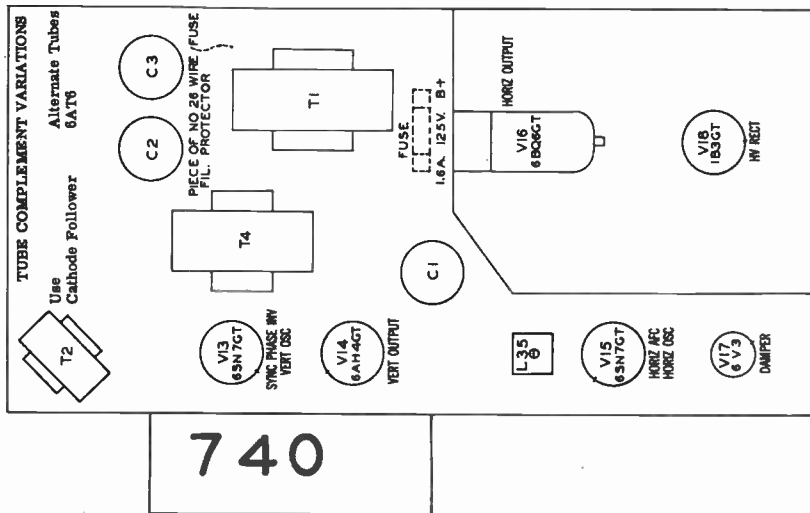 TUBE COMPLEMENT VARIATIONS
Use
Alternate Tubes
Cathode Follower
6AT6
T2
C2
C3
PIECE OF NO 26 WIRE / FUSE
FIL. PROTECTOR
T4
T1
V13
6SN7GT
SYNC PHASE INV
VERT OSC
V14
6AH4GT
VERT OUTPUT
C1
FUSE
1.6A. 125V. B+
HORIZ OUTPUT
V16
6BQ6GT
L35
V15
6SN7GT
HORIZ AFC
HORIZ OSC
V17
6V3
DAMPER
V18
1B3GT
HV RECT
740